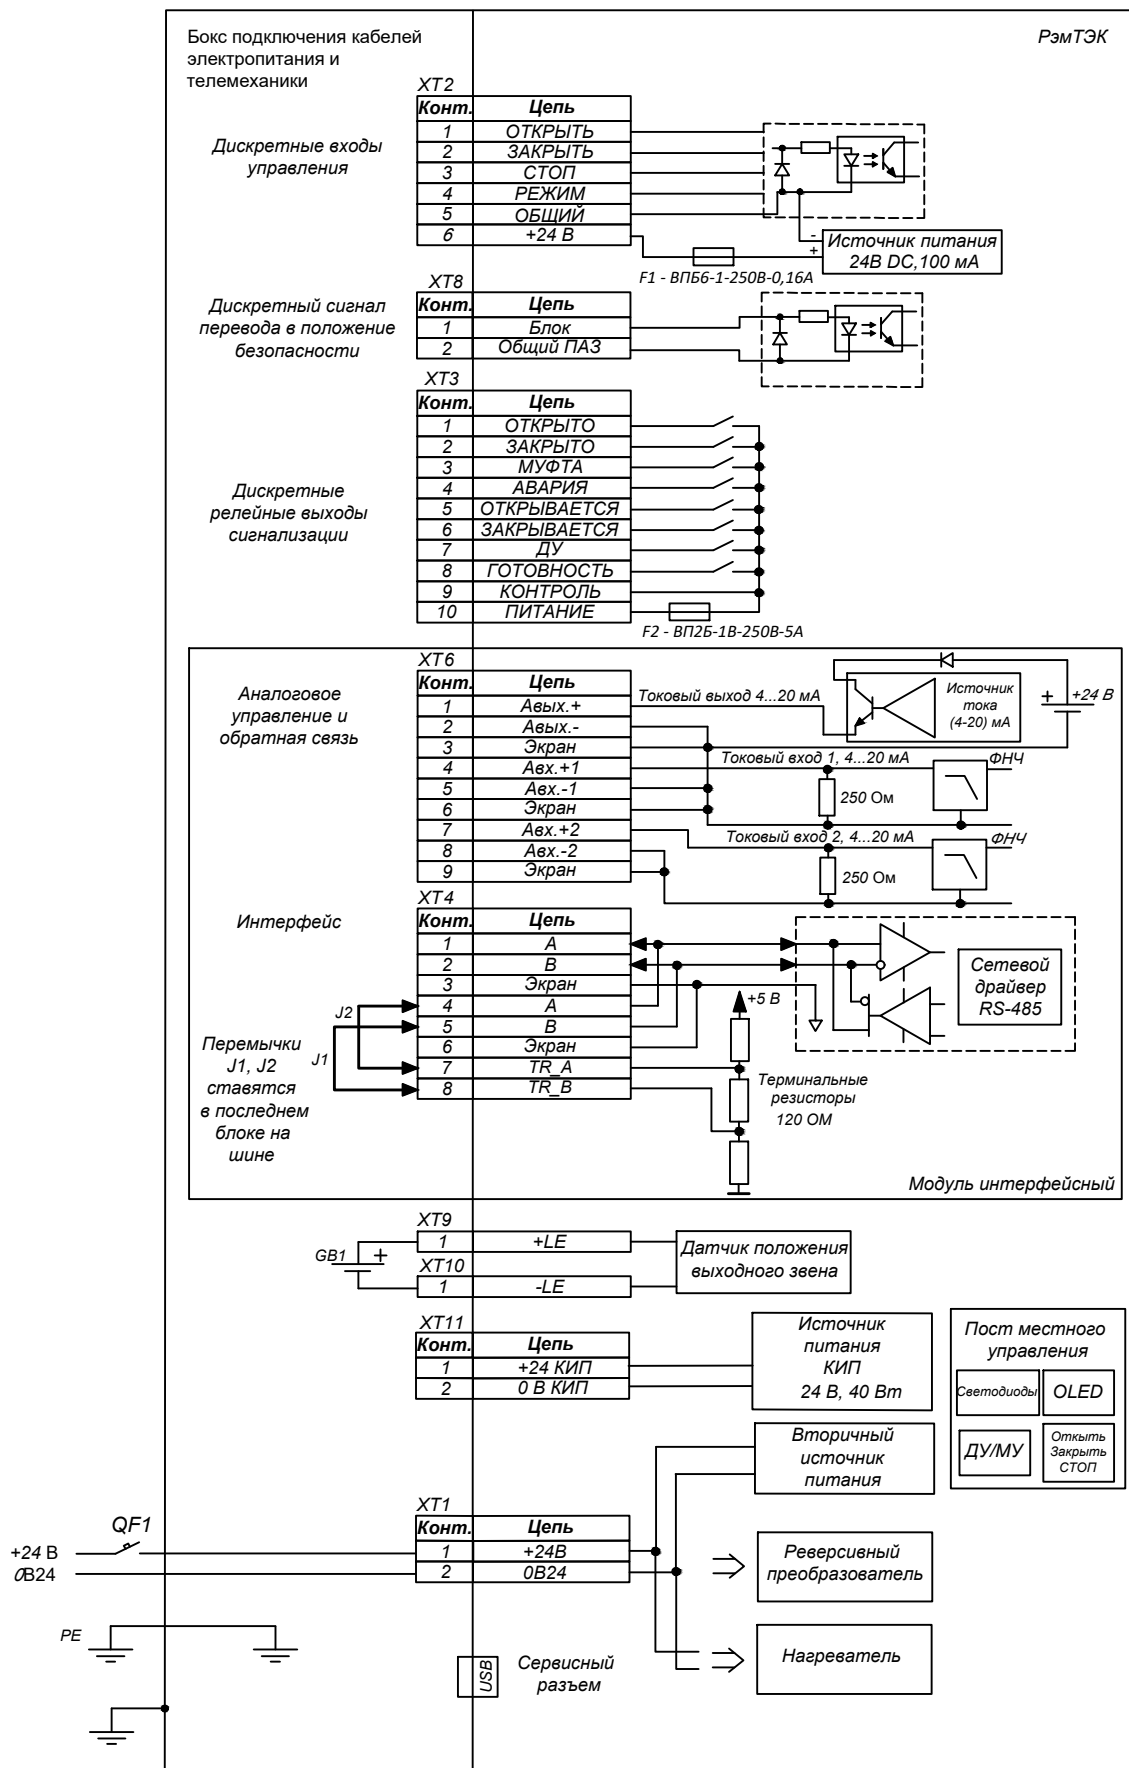 Бокс подключения кабелей
электропитания и
телемеханики
РэмТЭК
XT2
Конт. Цепь
Дискретные входы
управления
1 ОТКРЫТЬ
2 ЗАКРЫТЬ
3 СТОП
4 РЕЖИМ
5 ОБЩИЙ
6 +24 В
-
+
Источник питания
24В DC,100 мА
F1 - ВПБ6-1-250В-0,16А
XT8
Конт. Цепь
Дискретный сигнал
перевода в положение
безопасности
1 Блок
2 Общий ПАЗ
XT3
Конт. Цепь
Дискретные
релейные выходы
сигнализации
1 ОТКРЫТО
2 ЗАКРЫТО
3 МУФТА
4 АВАРИЯ
5 ОТКРЫВАЕТСЯ
6 ЗАКРЫВАЕТСЯ
7 ДУ
8 ГОТОВНОСТЬ
9 КОНТРОЛЬ
10 ПИТАНИЕ
F2 - ВП2Б-1В-250В-5А
XT6
Конт. Цепь
Аналоговое
управление и
обратная связь
1 Авых.+
2 Авых.-
3 Экран
4 Авх.+1
5 Авх.-1
6 Экран
7 Авх.+2
8 Авх.-2
9 Экран
Токовый выход 4...20 мА
Источник
тока
(4-20) мА
+
+24 В
Токовый вход 1, 4...20 мА
ФНЧ
250 Ом
Токовый вход 2, 4...20 мА
ФНЧ
250 Ом
XT4
Конт. Цепь
Интерфейс
1 A
2 B
3 Экран
4 A
5 B
6 Экран
7 TR_A
8 TR_B
J2
J1
Перемычки
J1, J2
ставятся
в последнем
блоке на
шине
+5 В
Терминальные
резисторы
120 ОМ
Сетевой
драйвер
RS-485
Модуль интерфейсный
XT9
1 +LE
GB1
+
XT10
1 -LE
Датчик положения
выходного звена
XT11
Конт. Цепь
1 +24 КИП
2 0 В КИП
Источник
питания
КИП
24 В, 40 Вт
Пост местного
управления
Светодиоды
OLED
ДУ/МУ
Откыть
Закрыть
СТОП
Вторичный
источник
питания
XT1
Конт. Цепь
1 +24В
2 0В24
QF1
+24 В
0В24
Реверсивный
преобразователь
Нагреватель
PE
USB
Сервисный
разъем